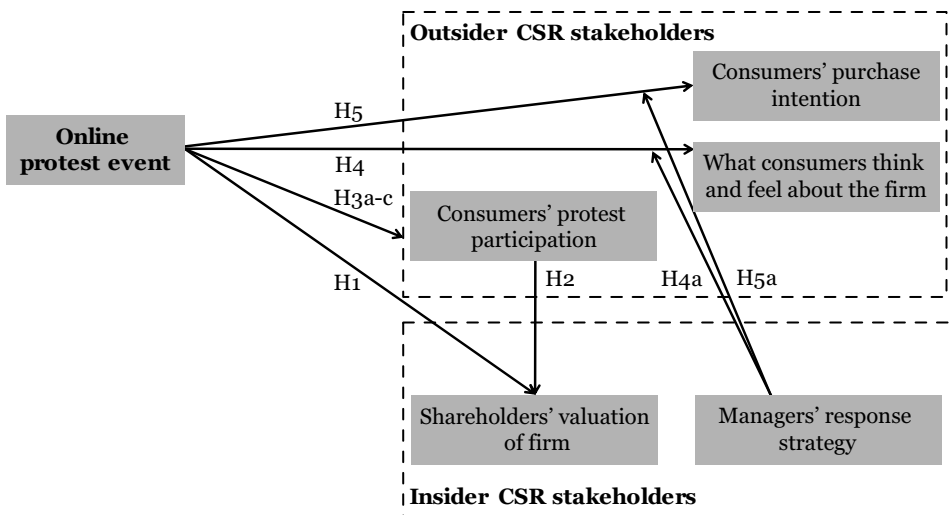 Outsider CSR stakeholders
Consumers’ purchase
intention
H5
Online
protest event
H4
What consumers think
and feel about the firm
H3a-c
Consumers’ protest
participation
H1
H2
H4a
H5a
Shareholders’ valuation
of firm
Managers’ response
strategy
Insider CSR stakeholders